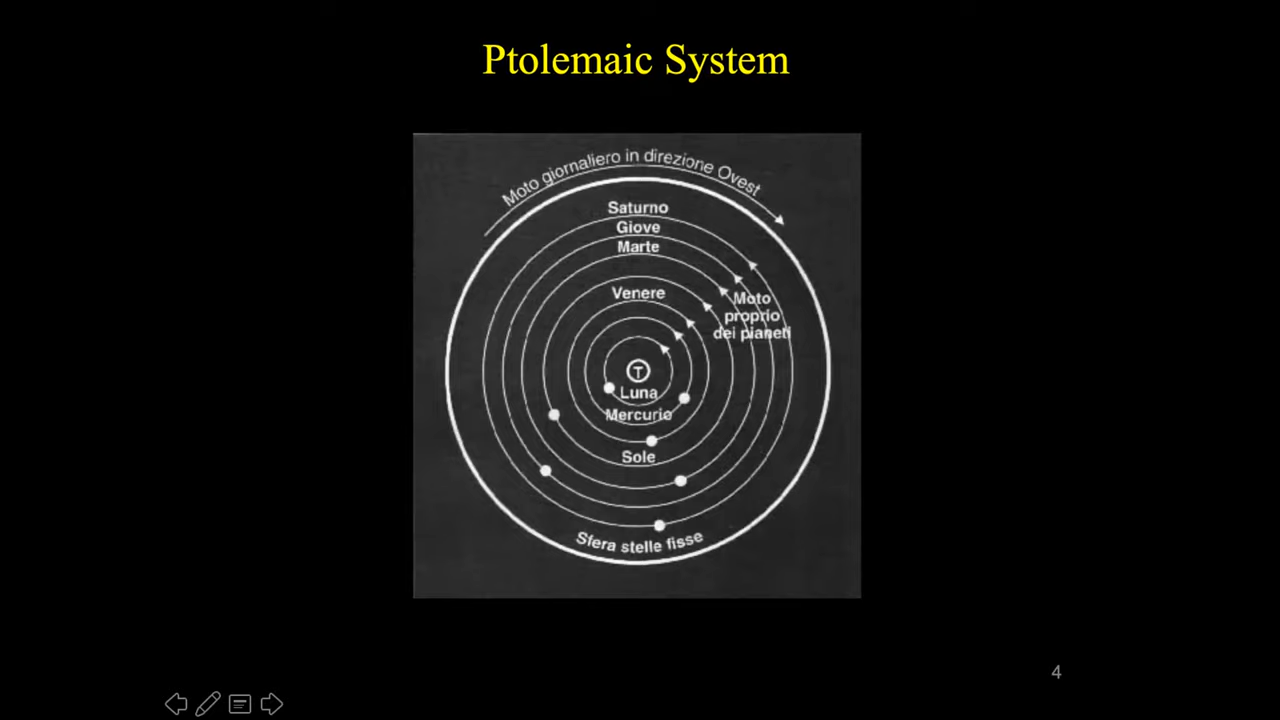 Ptolemaic System
Moto giornaliero in direzione Ovest
Saturno
Giove
Marte
Venere
Moto
proprio
dei pianeti
T
Luna
Mercurio
Sole
Sfera stelle fisse
4